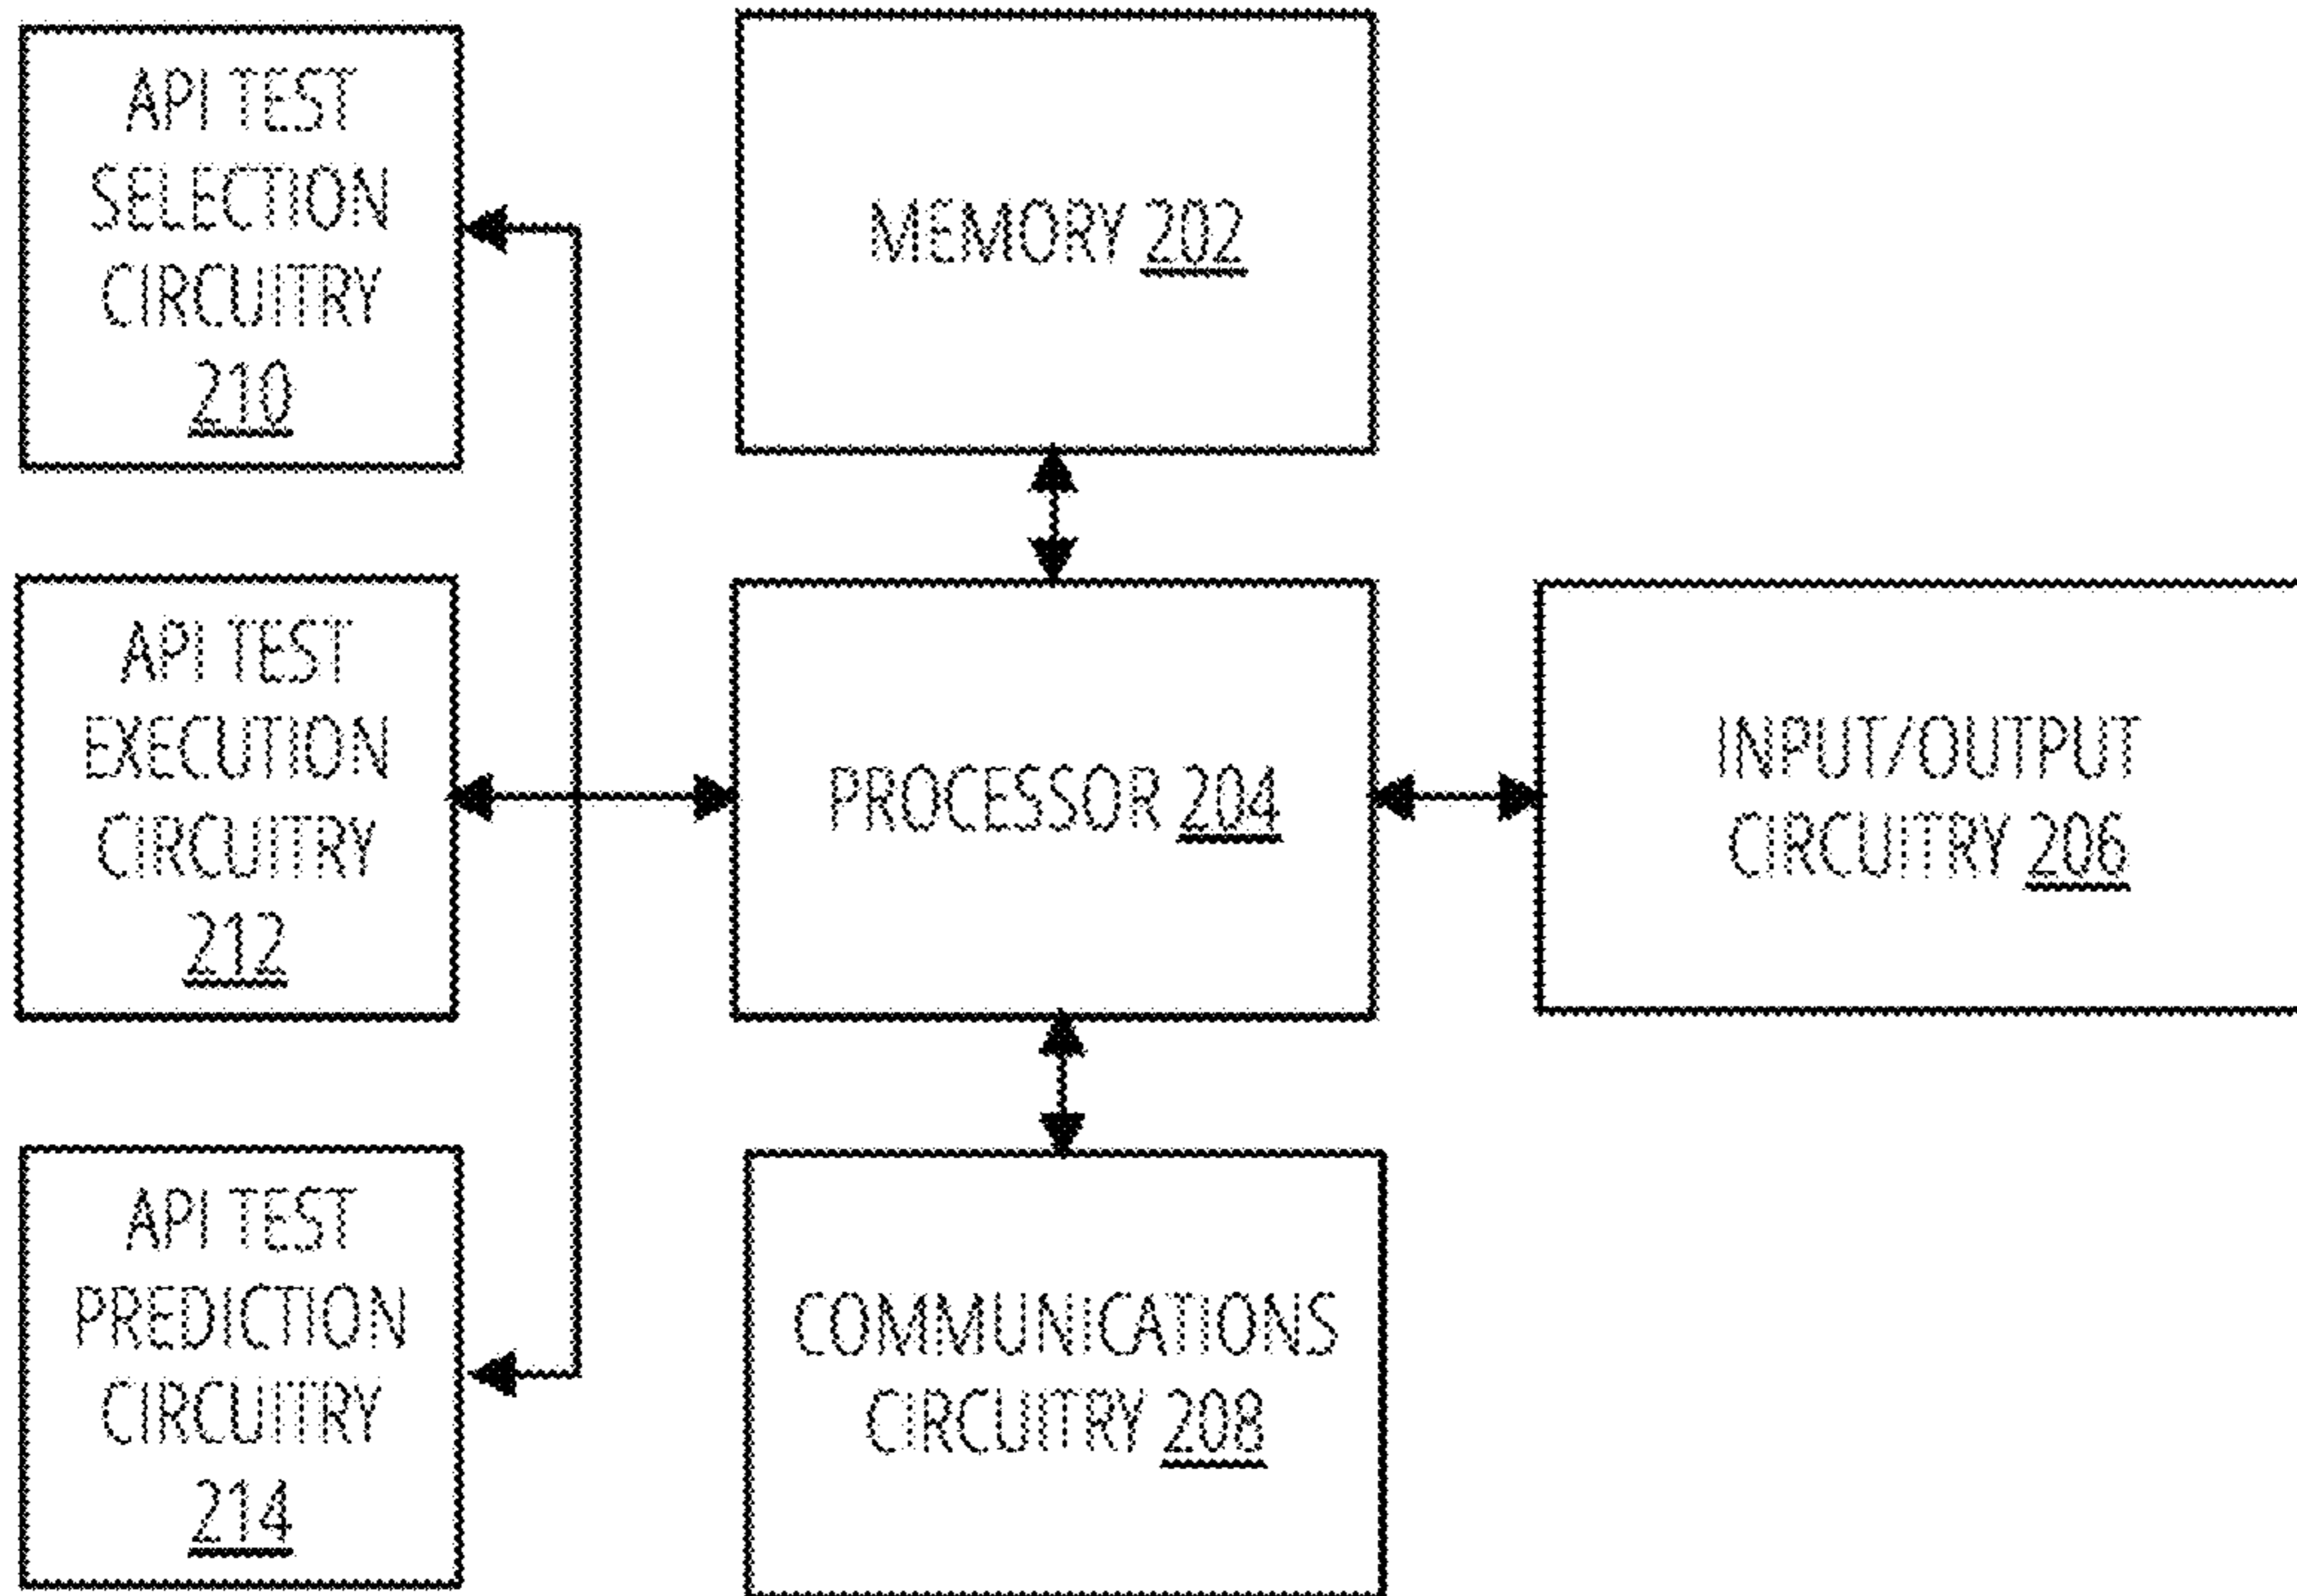 API TEST
SELECTION
CIRCUITRY
210
MEMORY 202
API TEST
EXECUTION
CIRCUITRY
212
PROCESSOR 204
INPUT/OUTPUT
CIRCUITRY 206
API TEST
PREDICTION
CIRCUITRY
214
COMMUNICATIONS
CIRCUITRY 208